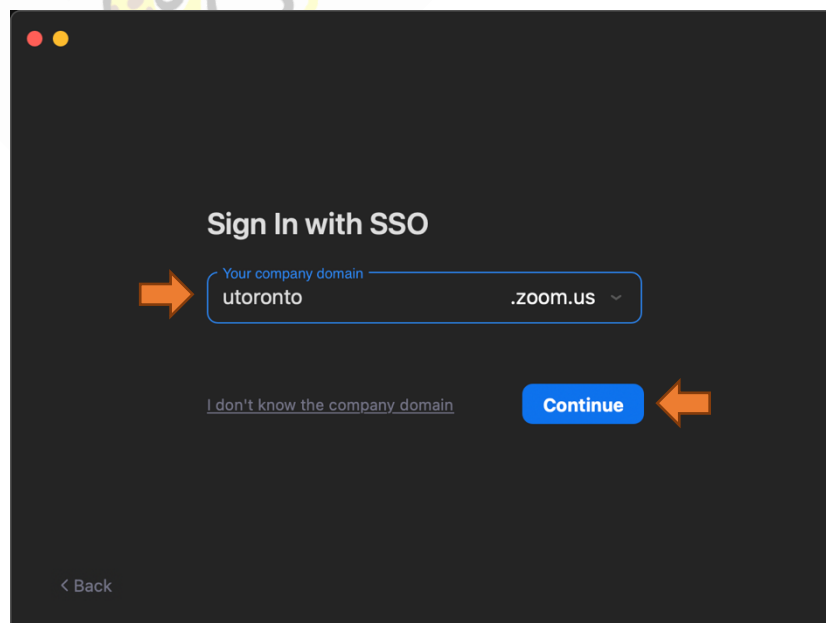 Sign In with SSO
Your company domain
utoronto .zoom.us
I don't know the company domain Continue
< Back